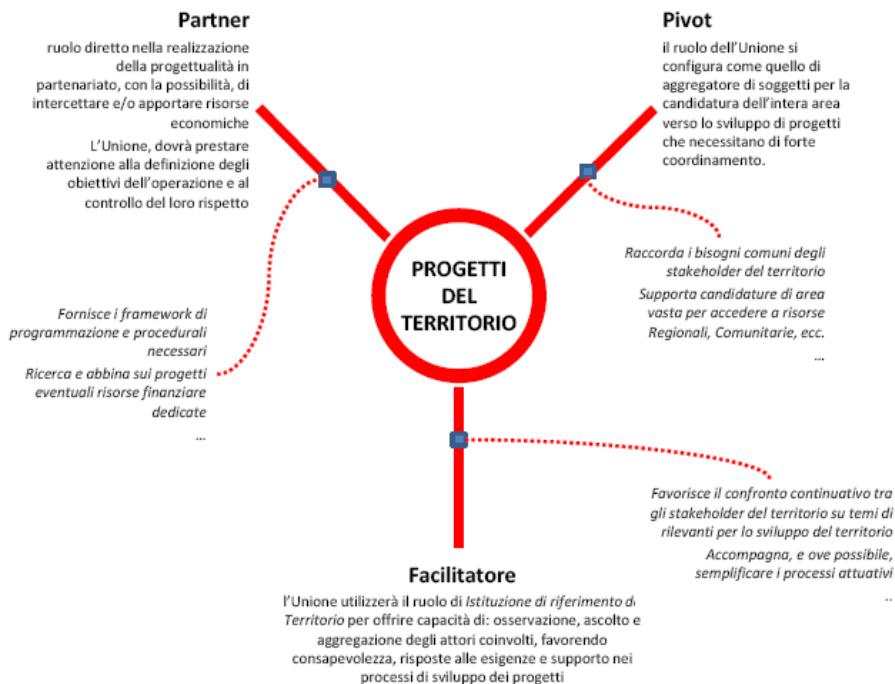 Partner
ruolo diretto nella realizzazione
della progettualità in
partenariato, con la possibilità, di
intercettare e/o apportare risorse
economiche
L'Unione, dovrà prestare
attenzione alla definizione degli
obiettivi dell'operazione e al
controllo del loro rispetto
Fornisce i framework di
programmazione e procedurali
necessari
Ricerca e abbina sui progetti
eventuali risorse finanziare
dedicate
...
Pivot
il ruolo dell'Unione si
configura come quello di
aggregatore di soggetti per la
candidatura dell'intera area
verso lo sviluppo di progetti
che necessitano di forte
coordinamento.
Raccorda i bisogni comuni degli
stakeholder del territorio
Supporta candidature di area
vasta per accedere a risorse
Regionali, Comunitarie, ecc.
...
PROGETTI
DEL
TERRITORIO
Favorisce il confronto continuativo tra
gli stakeholder del territorio su temi di
rilevanti per lo sviluppo del territorio
Accompagna, e ove possibile,
semplificare i processi attuativi
..
Facilitatore
l'Unione utilizzerà il ruolo di Istituzione di riferimento d
Territorio per offrire capacità di: osservazione, ascolto e
aggregazione degli attori coinvolti, favorendo
consapevolezza, risposte alle esigenze e supporto nei
processi di sviluppo dei progetti